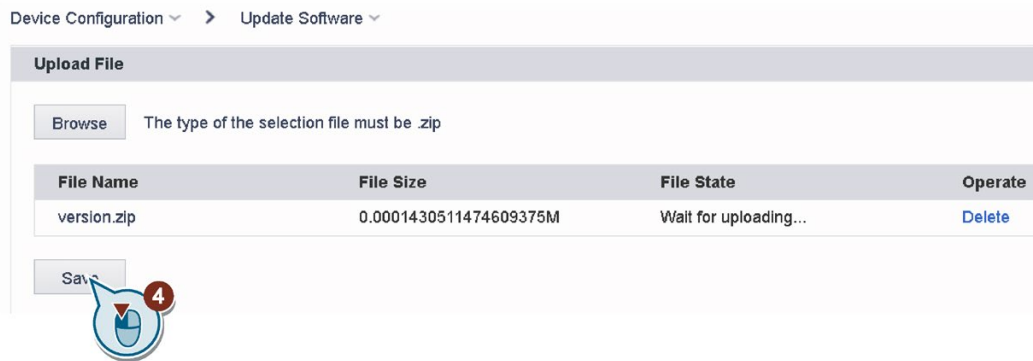 Device Configuration > Update Software
Upload File
Browse The type of the selection file must be .zip
File Name File Size File State Operate
version.zip 0.0001430511474609375M Wait for uploading... Delete
Save
4